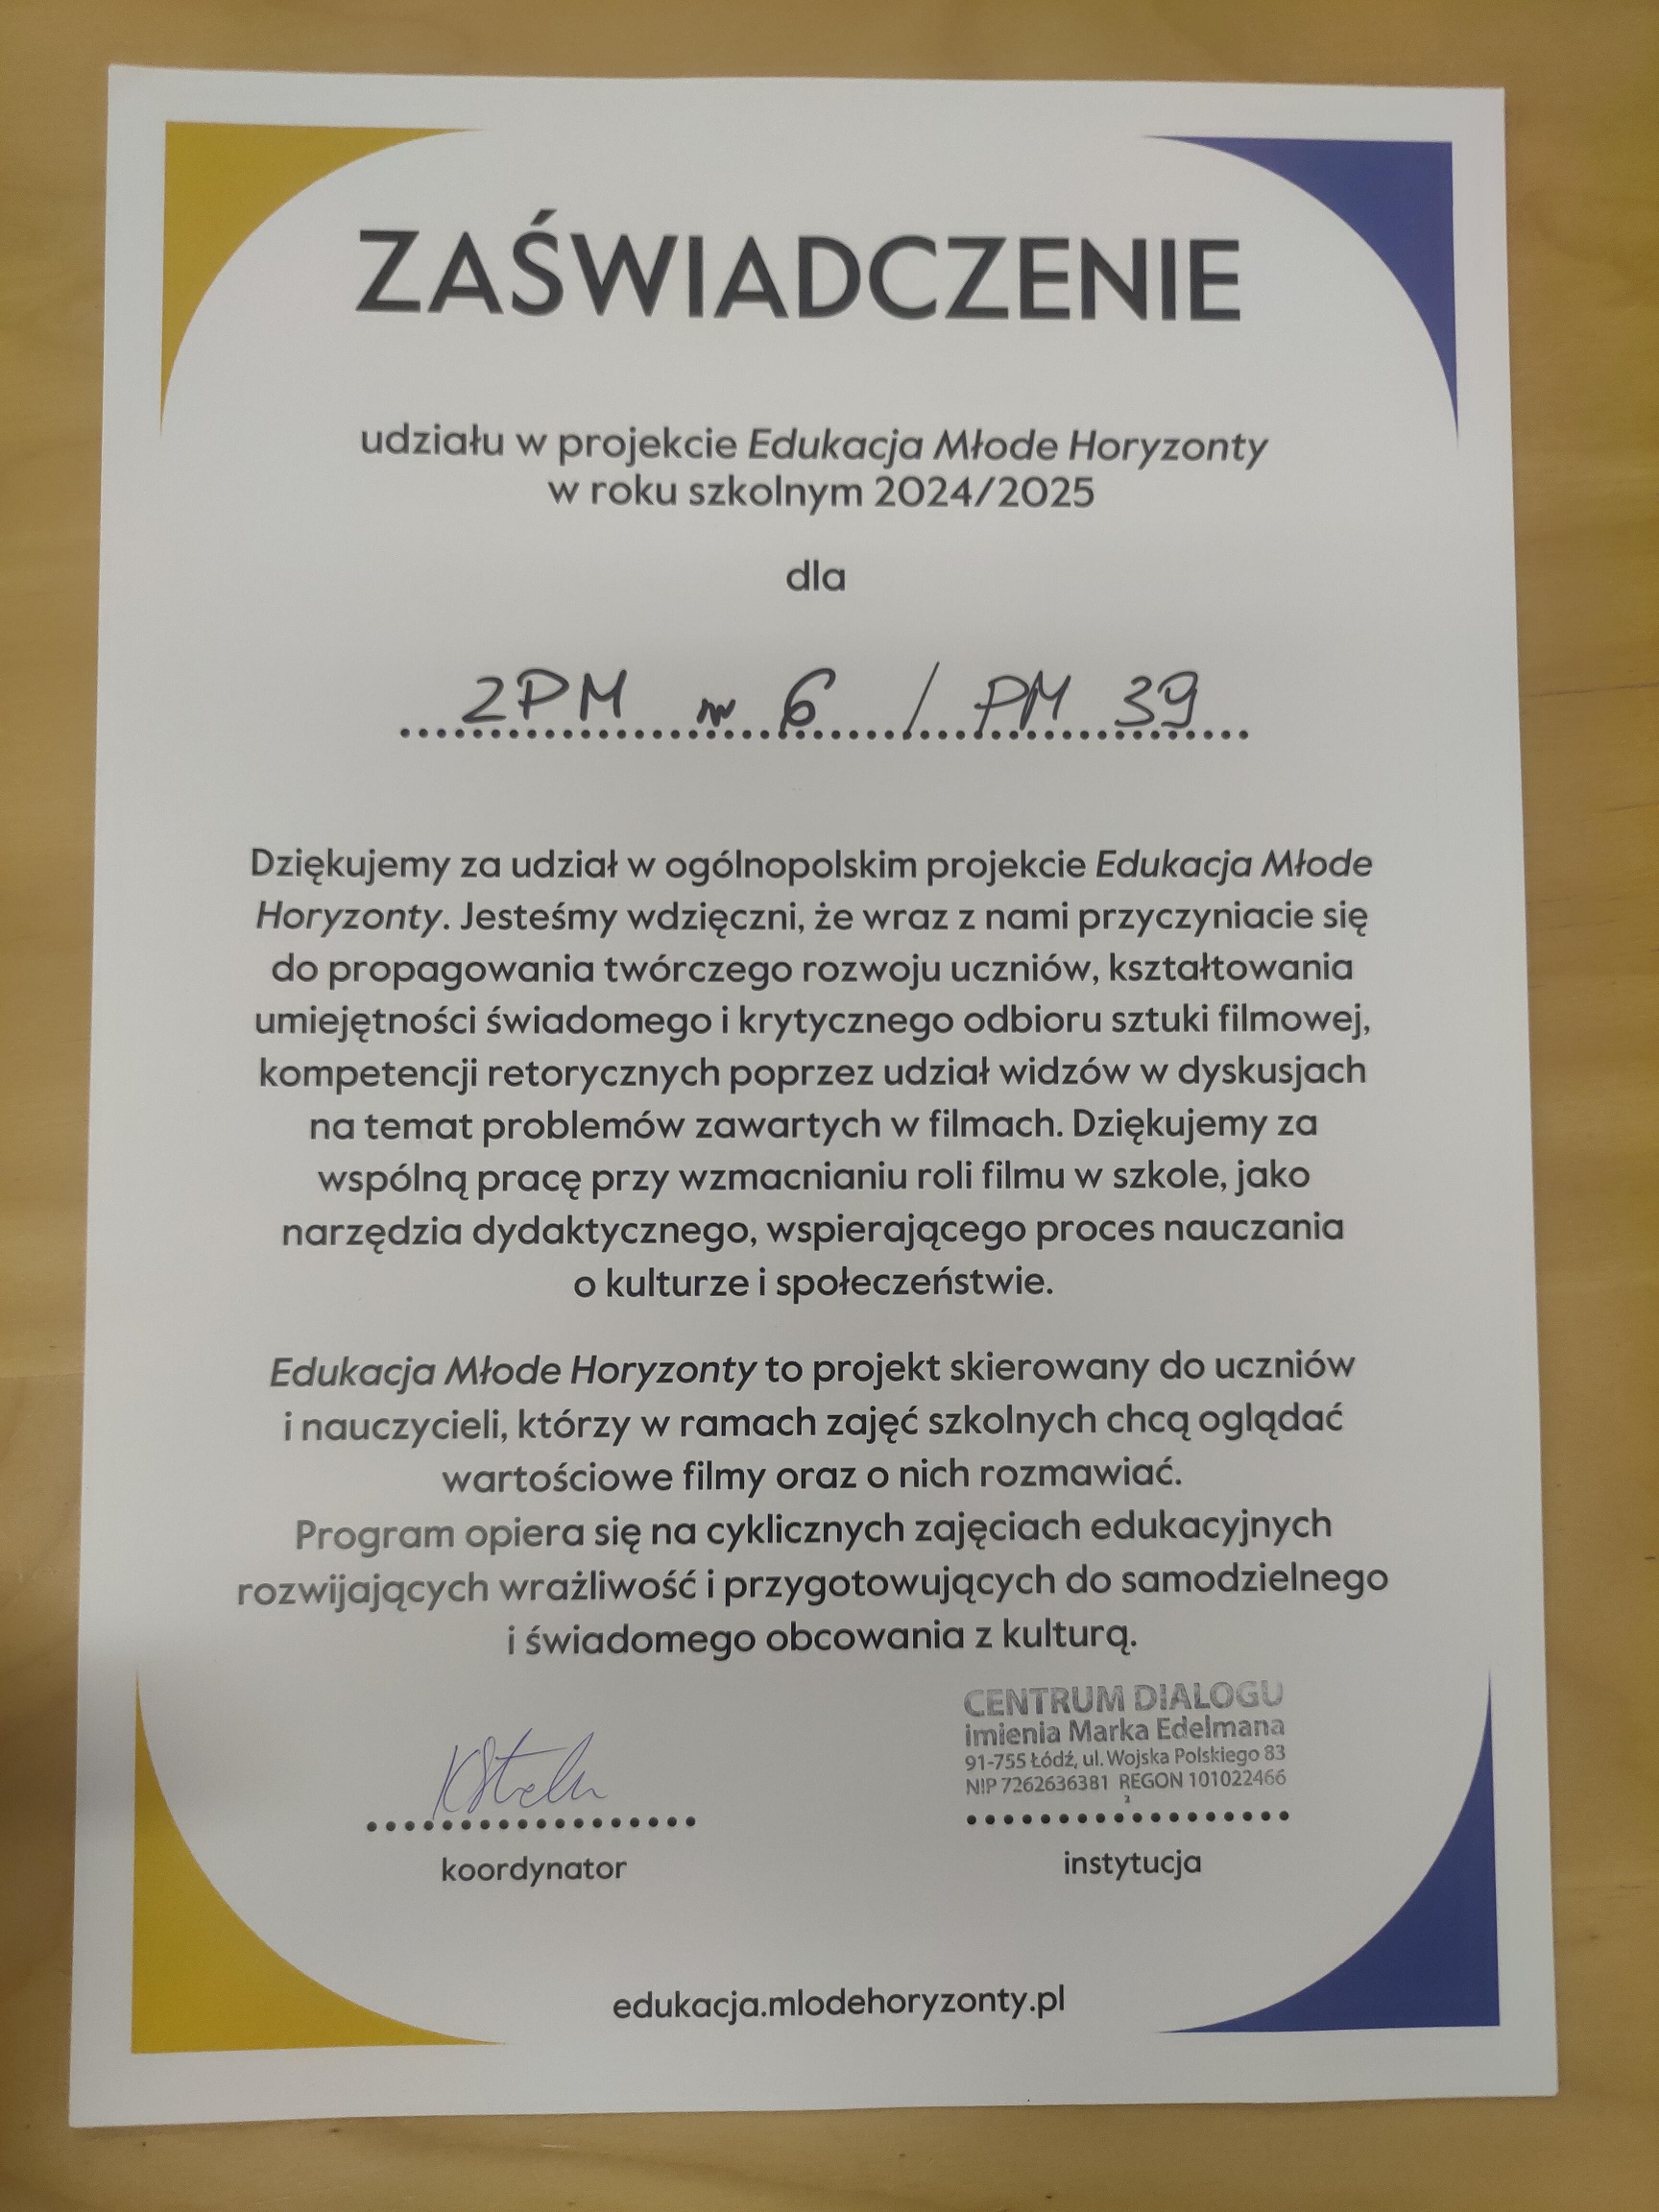 ZAŚWIADCZENIE
udziału w projekcie Edukacja Młode Horyzonty
w roku szkolnym 2024/2025
dla
ZPM nr 6 / PM 39
Dziękujemy za udział w ogólnopolskim projekcie Edukacja Młode
Horyzonty. Jesteśmy wdzięczni, że wraz z nami przyczyniacie się
do propagowania twórczego rozwoju uczniów, kształtowania
umiejętności świadomego i krytycznego odbioru sztuki filmowej,
kompetencji retorycznych poprzez udział widzów w dyskusjach
na temat problemów zawartych w filmach. Dziękujemy za
wspólną pracę przy wzmacnianiu roli filmu w szkole, jako
narzędzia dydaktycznego, wspierającego proces nauczania
o kulturze i społeczeństwie.
Edukacja Młode Horyzonty to projekt skierowany do uczniów
i nauczycieli, którzy w ramach zajęć szkolnych chcą oglądać
wartościowe filmy oraz o nich rozmawiać.
Program opiera się na cyklicznych zajęciach edukacyjnych
rozwijających wrażliwość i przygotowujących do samodzielnego
i świadomego obcowania z kulturą.
CENTRUM DIALOGU
imienia Marka Edelmana
91-755 Łódź, ul. Wojska Polskiego 83
NIP 7262636381 REGON 101022466
2
koordynator
instytucja
edukacja.mlodehoryzonty.pl